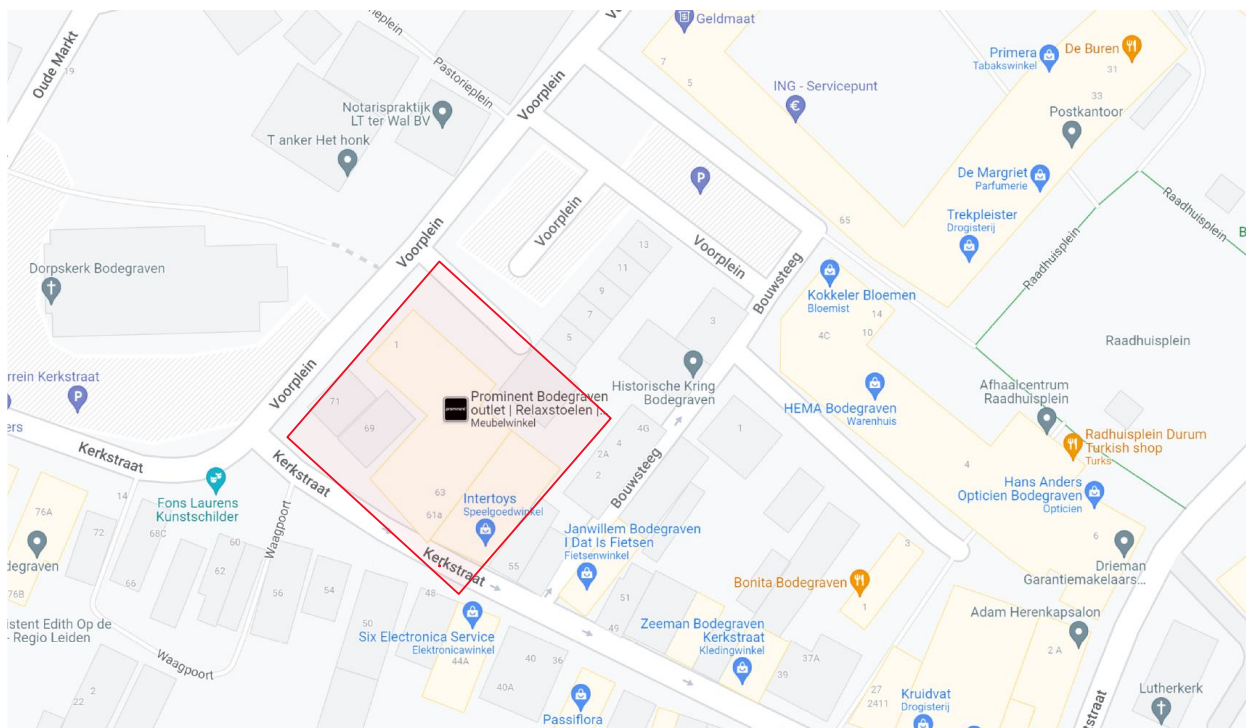 Oude Markt
19
Pastorieplein
Voorplein
Geldmaat
7
5
ING - Servicepunt
Primera
Tabakswinkel
De Buren
31
33
Postkantoor
Notarispraktijk
LT ter Wal BV
T anker Het honk
Voorplein
P
De Margriet
Parfumerie
Trekpleister
Drogisterij
65
Raadhuisplein
Raadhuisplein
Raadhuisplein
B
Dorpskerk Bodegraven
Voorplein
Voorplein
13
11
9
7
5
Voorplein
Bouwsteeg
3
Kokkeler Bloemen
Bloemist
14
10
4C
Raadhuisplein
Historische Kring
Bodegraven
HEMA Bodegraven
Warenhuis
Afhaalcentrum
Raadhuisplein
Radhuisplein Durum
Turkish shop
Turks
Hans Anders
Opticien Bodegraven
Opticien
4
6
Drieman
Garantiemakelaars...
rrein Kerkstraat
P
ers
Voorplein
1
71
69
prominent
Prominent Bodegraven
outlet | Relaxstoelen |...
Meubelwinkel
4G
4
2A
2
1
Bouwsteeg
Kerkstraat
Kerkstraat
Fons Laurens
Kunstschilder
63
61a
Intertoys
Speelgoedwinkel
Janwillem Bodegraven
| Dat Is Fietsen
Fietsenwinkel
55
Kerkstraat
14
76A
72
68C
66
60
62
Waagpoort
56
54
50
48
degraven
76B
51
49
3
1
Bonita Bodegraven
Six Electronica Service
Elektronicawinkel
44A
40
36
40A
Zeeman Bodegraven
Kerkstraat
Kledingwinkel
37A
39
Adam Herenkapsalon
2 A
istent Edith Op de
- Regio Leiden
Waagpoort
2
22
Passiflora
27
2411
Kruidvat
Drogisterij
straat
Lutherkerk